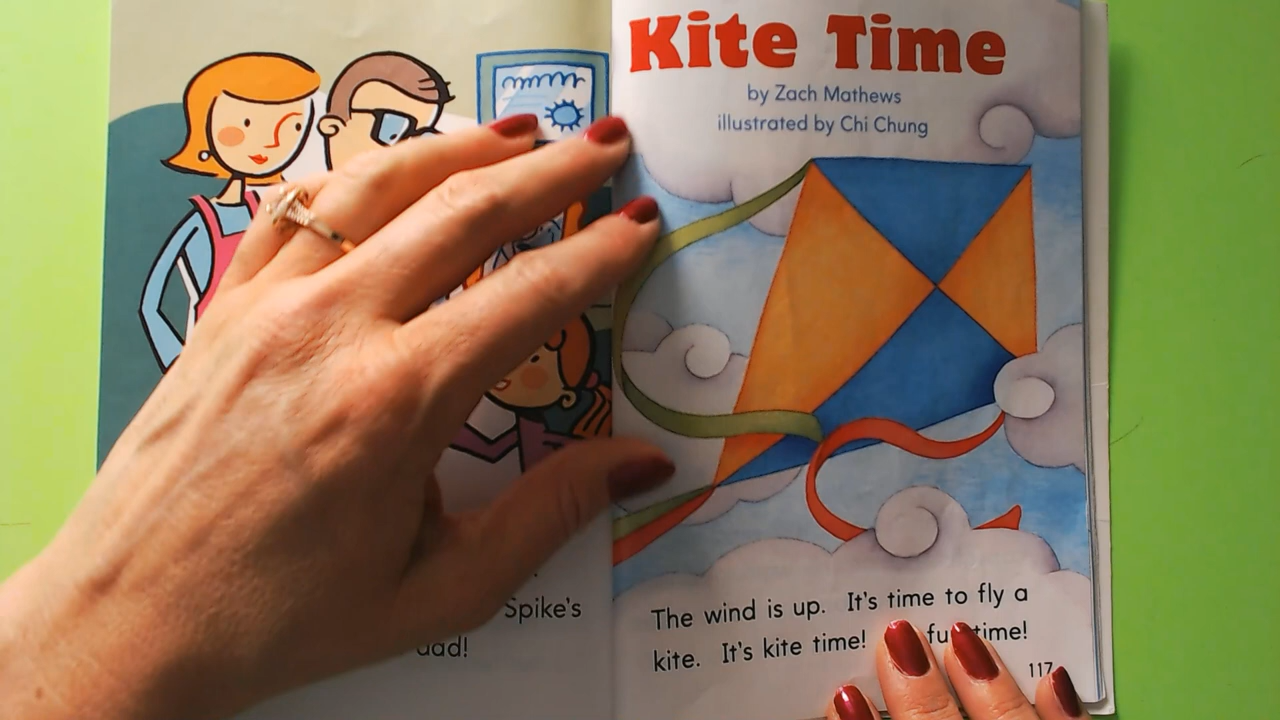 Kite Time
by Zach Mathews
illustrated by Chi Chung
Spike's
dad!
The wind is up. It's time to fly a
kite. It's kite time! time!
117